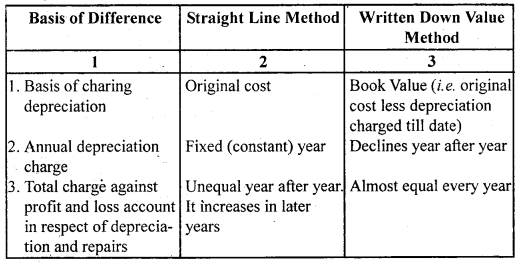 Basis of Difference
Straight Line Method
Written Down Value
Method
1
2
3
1. Basis of charing
depreciation
Original cost
Book Value (i.e. original
cost less depreciation
charged till date)
2. Annual depreciation
charge
Fixed (constant) year
Declines year after year
3. Total charge against
profit and loss account
in respect of deprecia-
tion and repairs
Unequal year after year.
It increases in later
years
Almost equal every year